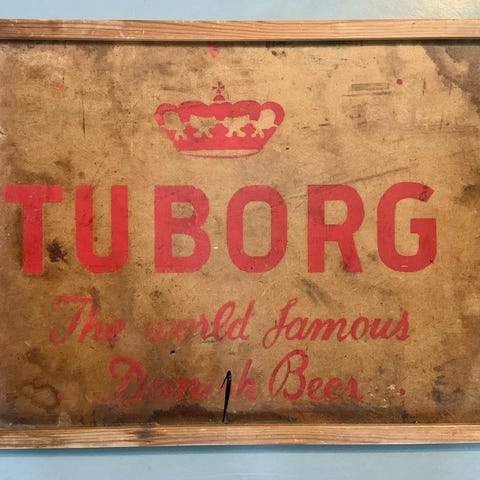 TUBORG
The world famous
Danish Beer